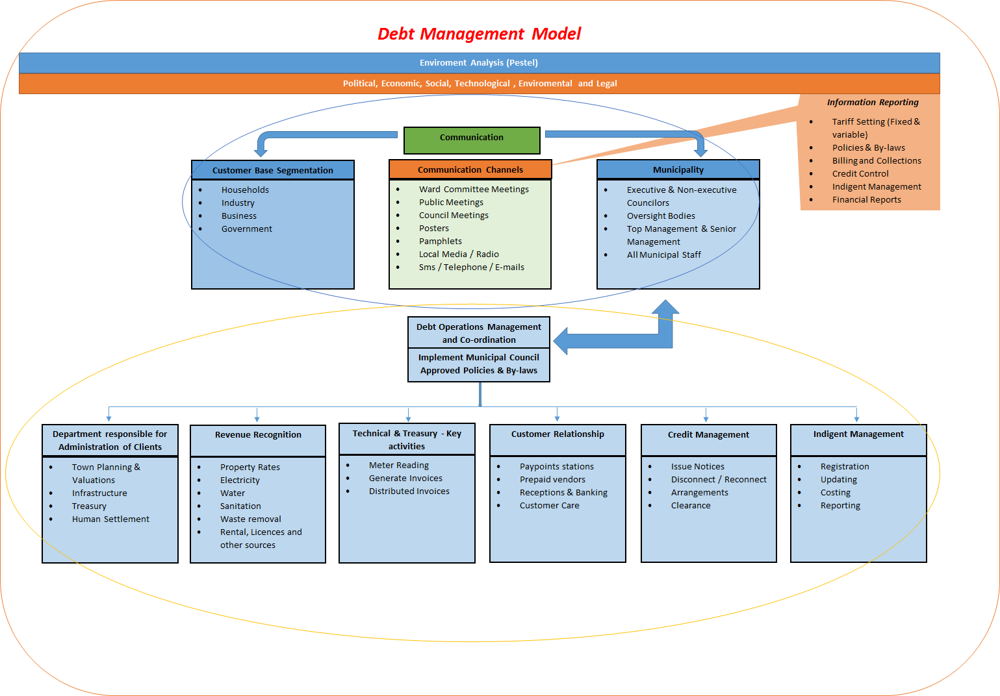 Debt Management Model
Enviroment Analysis (Pestel)
Political, Economic, Social, Technological , Enviromental and Legal
Information Reporting
• Tariff Setting (Fixed &
variable)
• Policies & By-laws
• Billing and Collections
• Credit Control
• Indigent Management
• Financial Reports
Communication
Customer Base Segmentation
• Households
• Industry
• Business
• Government
Communication Channels
• Ward Committee Meetings
• Public Meetings
• Council Meetings
• Posters
• Pamphlets
• Local Media / Radio
• Sms / Telephone / E-mails
Municipality
• Executive & Non-executive
Councilors
• Oversight Bodies
• Top Management & Senior
Management
• All Municipal Staff
Debt Operations Management
and Co-ordination
Implement Municipal Council
Approved Policies & By-laws
Department responsible for
Administration of Clients
• Town Planning &
Valuations
• Infrastructure
• Treasury
• Human Settlement
Revenue Recognition
• Property Rates
• Electricity
• Water
• Sanitation
• Waste removal
• Rental, Licences and
other sources
Technical & Treasury - Key
activities
• Meter Reading
• Generate Invoices
• Distributed Invoices
Customer Relationship
• Paypoints stations
• Prepaid vendors
• Receptions & Banking
• Customer Care
Credit Management
• Issue Notices
• Disconnect / Reconnect
• Arrangements
• Clearance
Indigent Management
• Registration
• Updating
• Costing
• Reporting